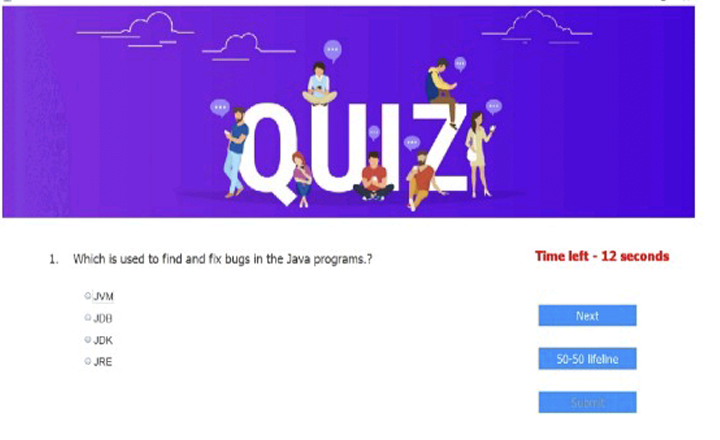 QUIZ
1. Which is used to find and fix bugs in the Java programs.?
Time left - 12 seconds
JVM
JDB
JDK
JRE
Next
50-50 lifeline
Submit